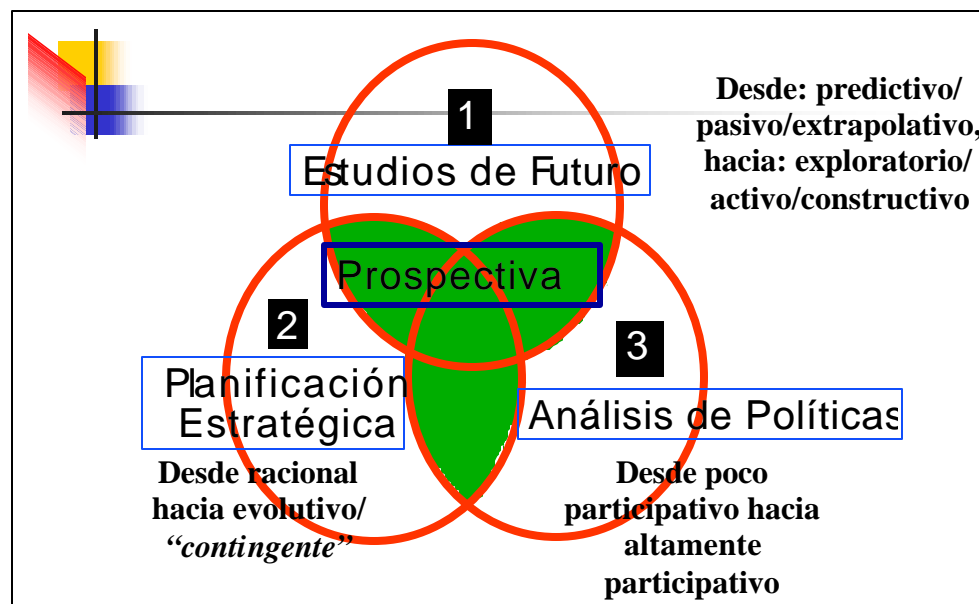 1
Estudios de Futuro
Desde: predictivo/
pasivo/extrapolativo,
hacia: exploratorio/
activo/constructivo
Prospectiva
2
Planificación
Estratégica
Desde racional
hacia evolutivo/
“contingente”
3
Análisis de Políticas
Desde poco
participativo hacia
altamente
participativo